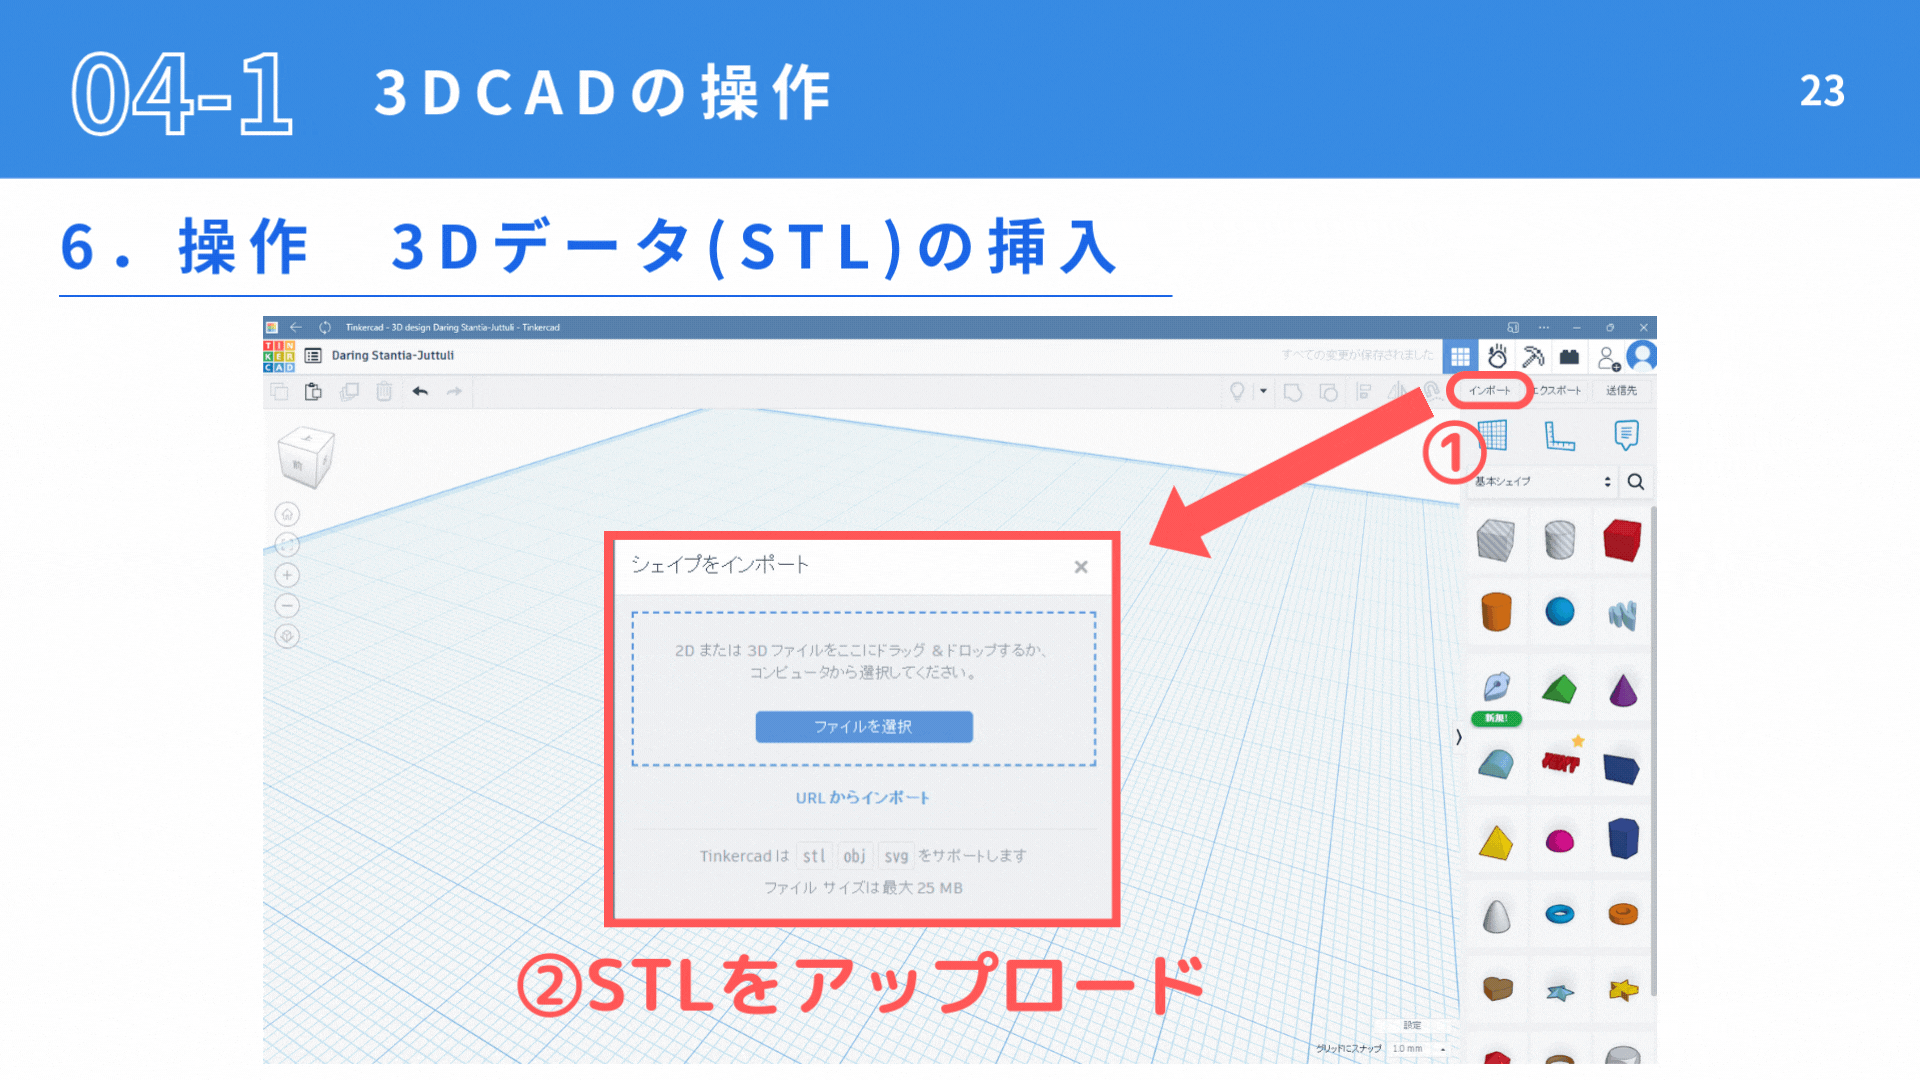 04-1 3DCADの操作
23
6. 操作 3Dデータ(STL)の挿入
Tinkercad - 3D design Daring Stantia-Juttuli - Tinkercad
TINKERCAD
Daring Stantia-Juttuli
すべての変更が保存されました
インポート エクスポート 送信先
①
基本シェイプ
上
前
シェイプをインポート
2D または 3D ファイルをここにドラッグ &ドロップするか、
コンピュータから選択してください。
ファイルを選択
URL からインポート
Tinkercad は stl obj svg をサポートします
ファイル サイズは最大 25 MB
新規!
TEXT
②STLをアップロード
設定
グリッドにスナップ 1.0 mm